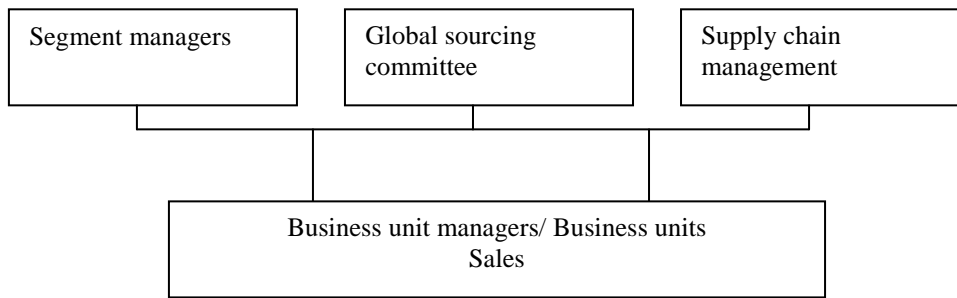 Segment managers
Global sourcing
committee
Supply chain
management
Business unit managers/ Business units
Sales